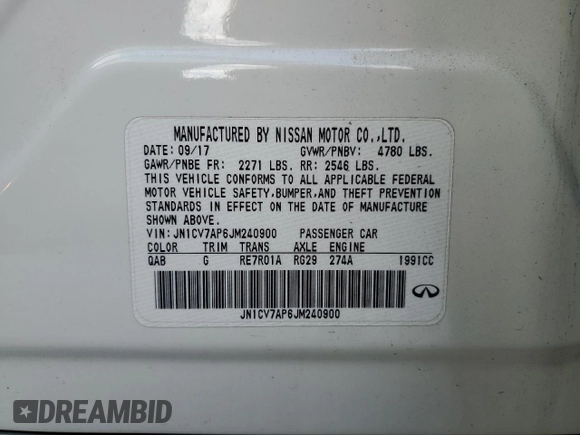 MANUFACTURED BY NISSAN MOTOR CO.,LTD.
DATE: 09/17 GVWR/PNBV: 4780 LBS.
GAWR/PNBE FR: 2271 LBS. RR: 2546 LBS.
THIS VEHICLE CONFORMS TO ALL APPLICABLE FEDERAL
MOTOR VEHICLE SAFETY,BUMPER,AND THEFT PREVENTION
STANDARDS IN EFFECT ON THE DATE OF MANUFACTURE
SHOWN ABOVE.
VIN: JN1CV7AP6JM240900 PASSENGER CAR
COLOR TRIM TRANS AXLE ENGINE
QAB G RE7R01A RG29 274A 1991CC
JN1CV7AP6JM240900
DREAMBID